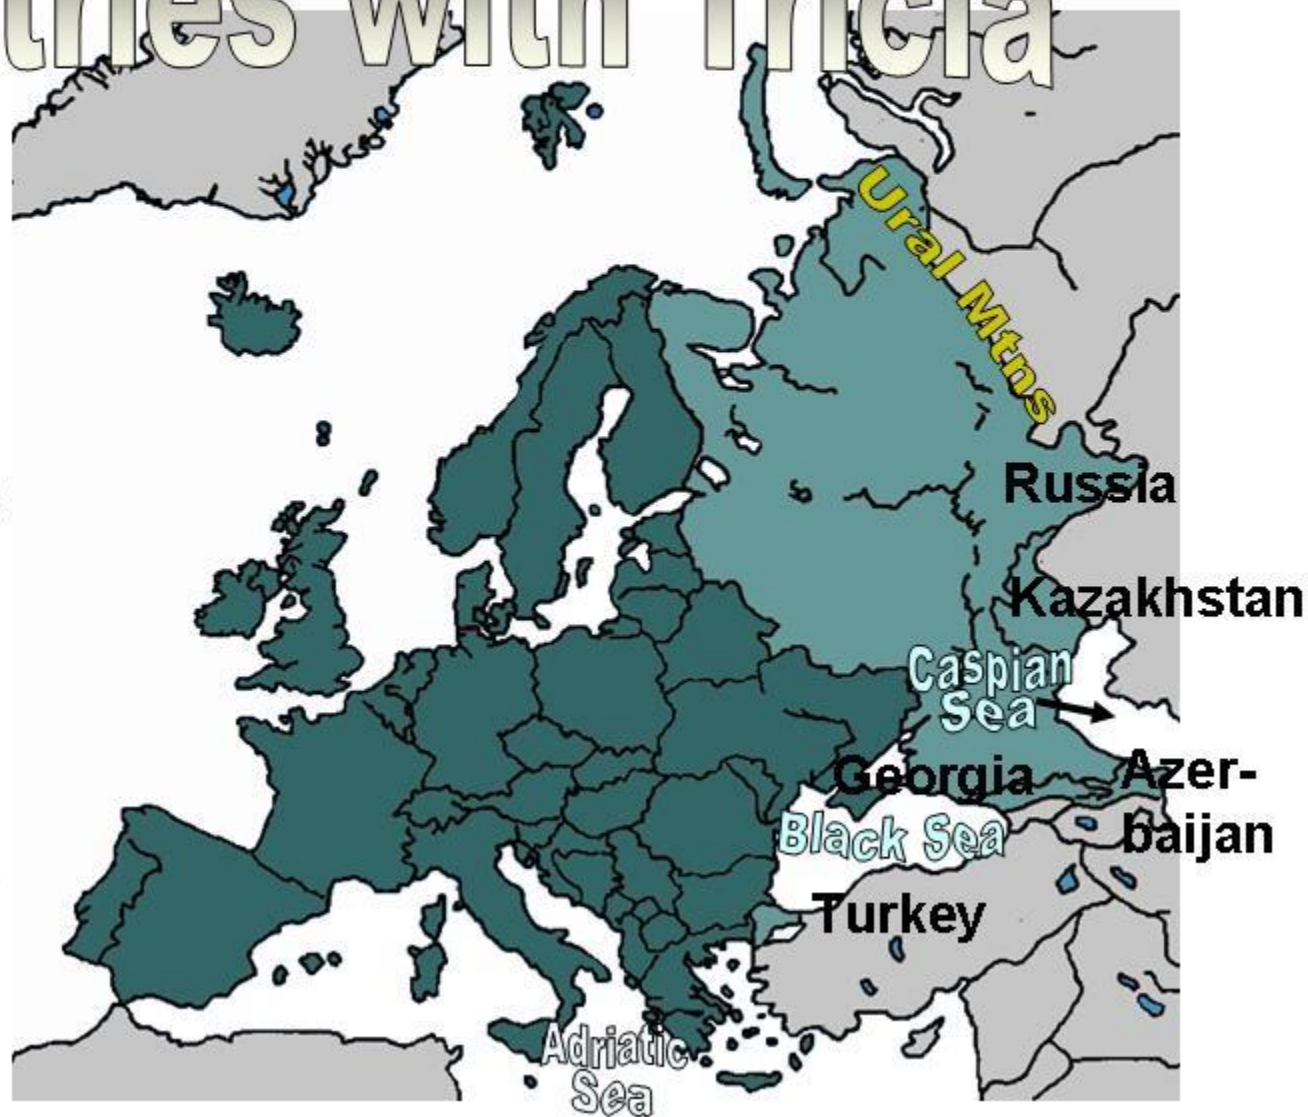 tries with Tricia
Ural Mtns
Russia
Kazakhstan
Caspian
Sea
Georgia
Azer-
baijan
Black Sea
Turkey
Adriatic
Sea